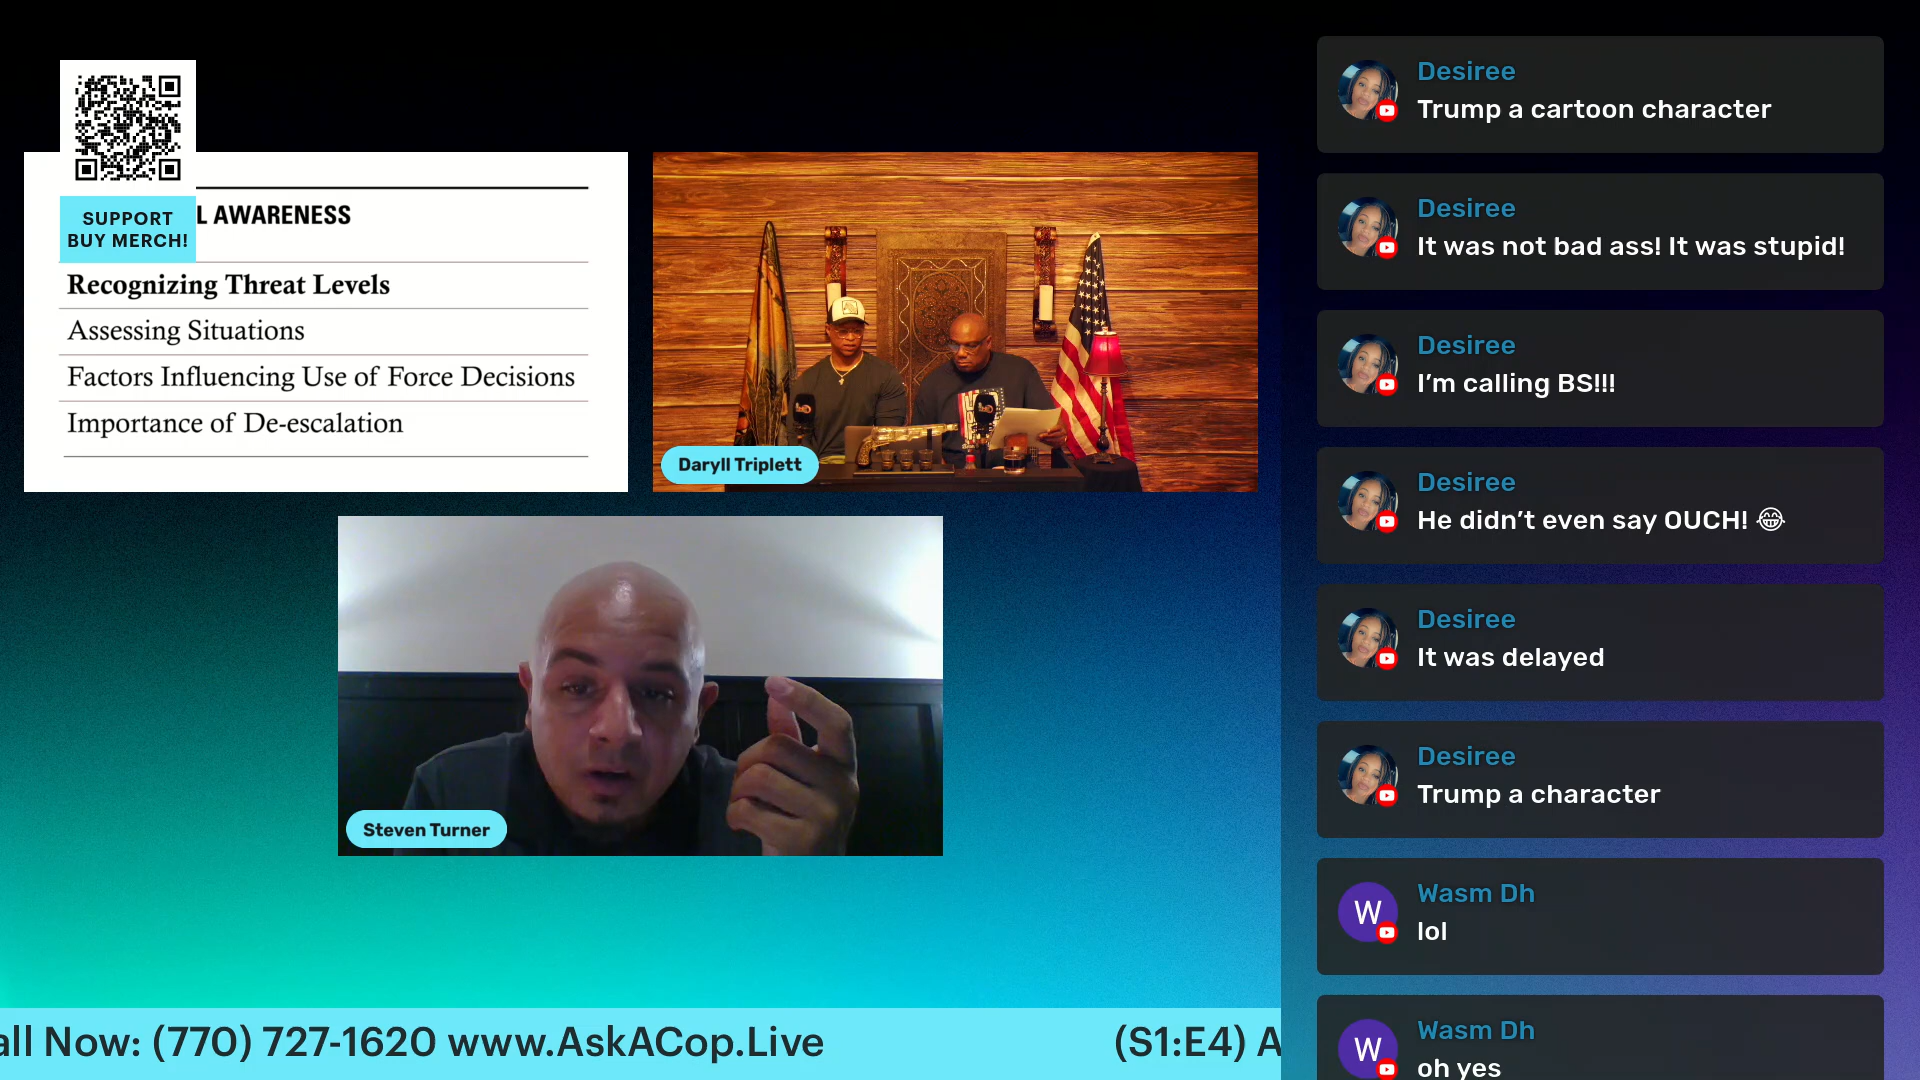 SUPPORT
BUY MERCH!
L AWARENESS
Recognizing Threat Levels
Assessing Situations
Factors Influencing Use of Force Decisions
Importance of De-escalation
Daryll Triplett
Steven Turner
all Now: (770) 727-1620 www.AskACop.Live
(S1:E4) A
Desiree
Trump a cartoon character
Desiree
It was not bad ass! It was stupid!
Desiree
I’m calling BS!!!
Desiree
He didn’t even say OUCH! 😂
Desiree
It was delayed
Desiree
Trump a character
W
Wasm Dh
lol
W
Wasm Dh
oh yes